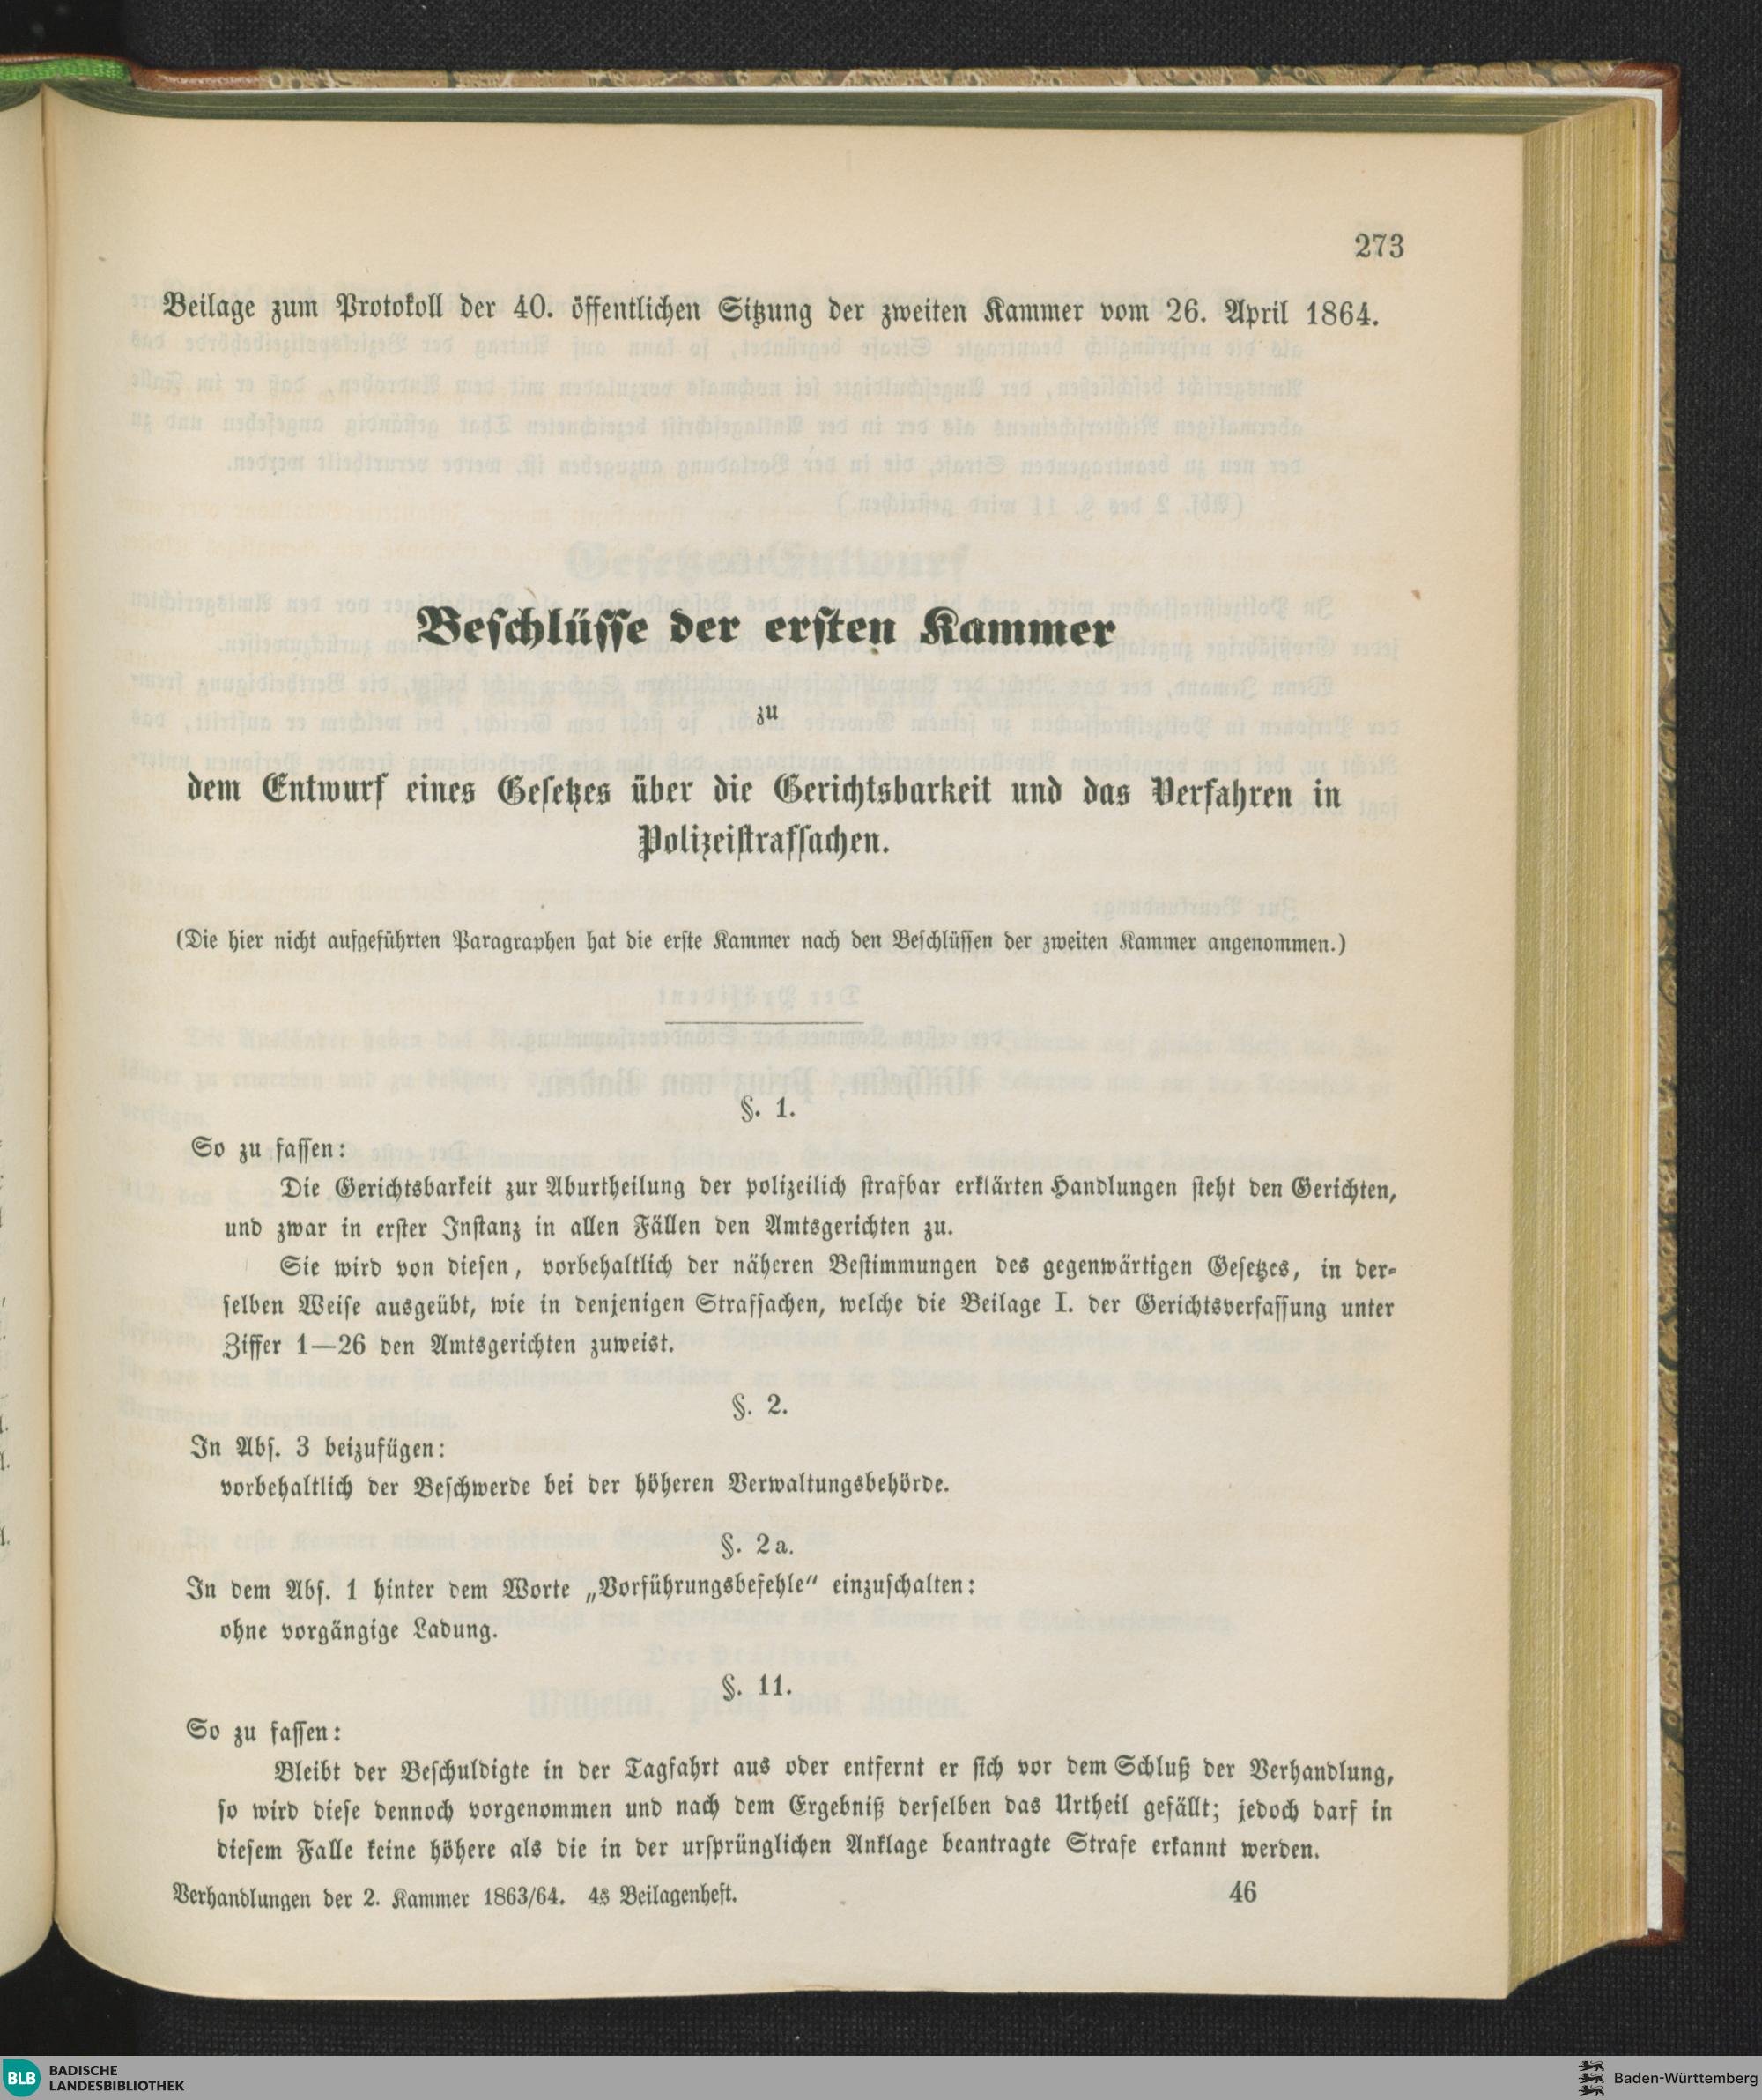 273
Beilage zum Protokoll der 40. öffentlichen Sitzung der zweiten Kammer vom 26. April 1864.
Beschlüsse der ersten Kammer
zu
dem Entwurf eines Gesetzes über die Gerichtsbarkeit und das Verfahren in
Polizeistrafsachen.
(Die hier nicht aufgeführten Paragraphen hat die erste Kammer nach den Beschlüssen der zweiten Kammer angenommen.)
§. 1.
So zu fassen:
Die Gerichtsbarkeit zur Aburtheilung der polizeilich strafbar erklärten Handlungen steht den Gerichten,
und zwar in erster Instanz in allen Fällen den Amtsgerichten zu.
Sie wird von diesen, vorbehaltlich der näheren Bestimmungen des gegenwärtigen Gesetzes, in der-
selben Weise ausgeübt, wie in denjenigen Strafsachen, welche die Beilage I. der Gerichtsverfassung unter
Ziffer 1—26 den Amtsgerichten zuweist.
§. 2.
In Abs. 3 beizufügen:
vorbehaltlich der Beschwerde bei der höheren Verwaltungsbehörde.
§. 2a.
In dem Abs. 1 hinter dem Worte „Vorführungsbefehle" einzuschalten:
ohne vorgängige Ladung.
§. 11.
So zu fassen:
Bleibt der Beschuldigte in der Tagfahrt aus oder entfernt er sich vor dem Schluß der Verhandlung,
so wird diese dennoch vorgenommen und nach dem Ergebniß derselben das Urtheil gefällt; jedoch darf in
diesem Falle keine höhere als die in der ursprünglichen Anklage beantragte Strafe erkannt werden.
Verhandlungen der 2. Kammer 1863/64. 4s Beilagenheft. 46
BLB BADISCHE
LANDESBIBLIOTHEK
Baden-Württemberg